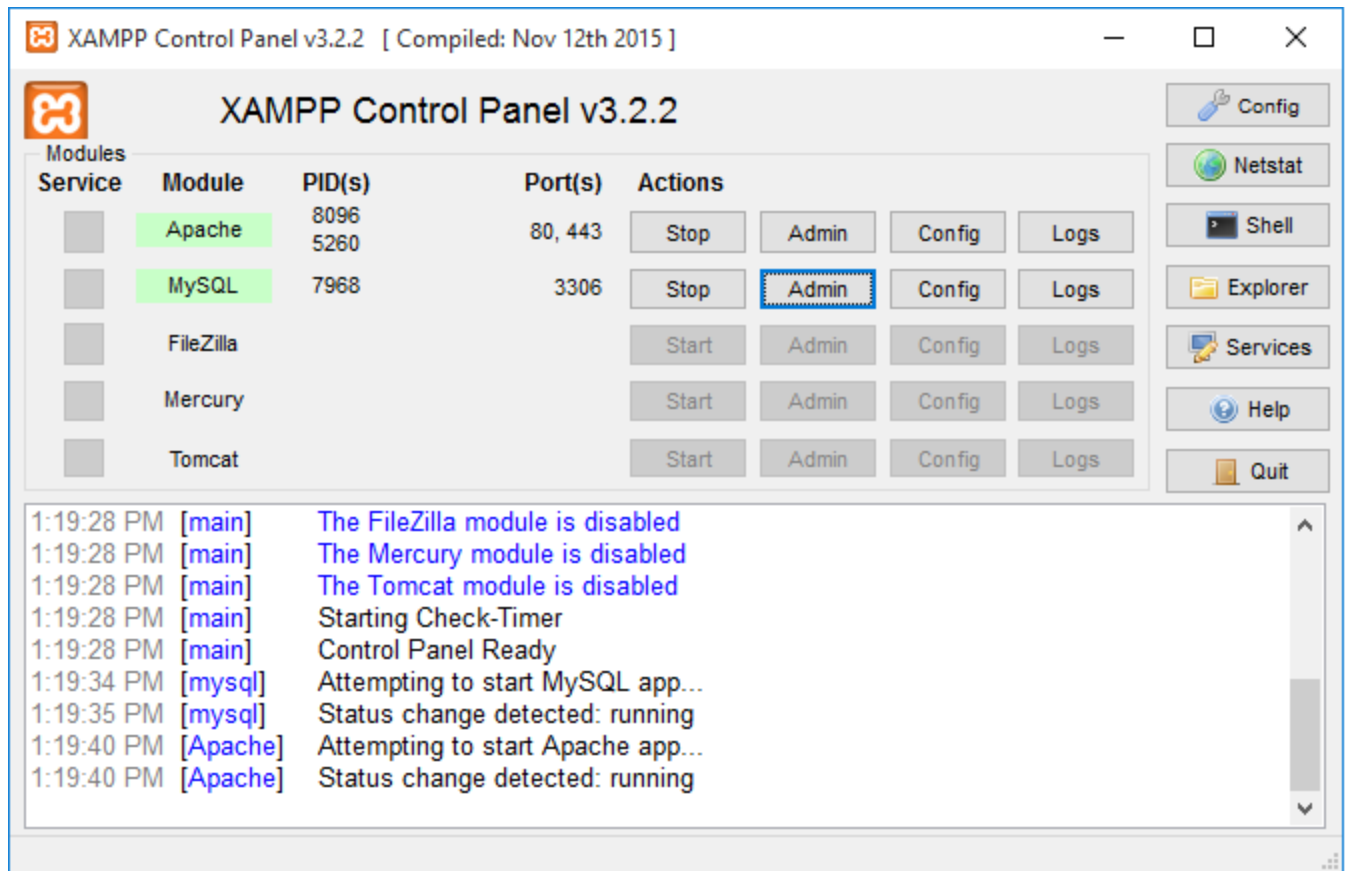 XAMPP Control Panel v3.2.2 [ Compiled: Nov 12th 2015 ]
XAMPP Control Panel v3.2.2
Config
Modules
Service Module PID(s) Port(s) Actions
Netstat
Apache 8096 5260 80, 443 Stop Admin Config Logs
Shell
MySQL 7968 3306 Stop Admin Config Logs
Explorer
FileZilla Start Admin Config Logs
Services
Mercury Start Admin Config Logs
Help
Tomcat Start Admin Config Logs
Quit
1:19:28 PM [main] The FileZilla module is disabled
1:19:28 PM [main] The Mercury module is disabled
1:19:28 PM [main] The Tomcat module is disabled
1:19:28 PM [main] Starting Check-Timer
1:19:28 PM [main] Control Panel Ready
1:19:34 PM [mysql] Attempting to start MySQL app...
1:19:35 PM [mysql] Status change detected: running
1:19:40 PM [Apache] Attempting to start Apache app...
1:19:40 PM [Apache] Status change detected: running